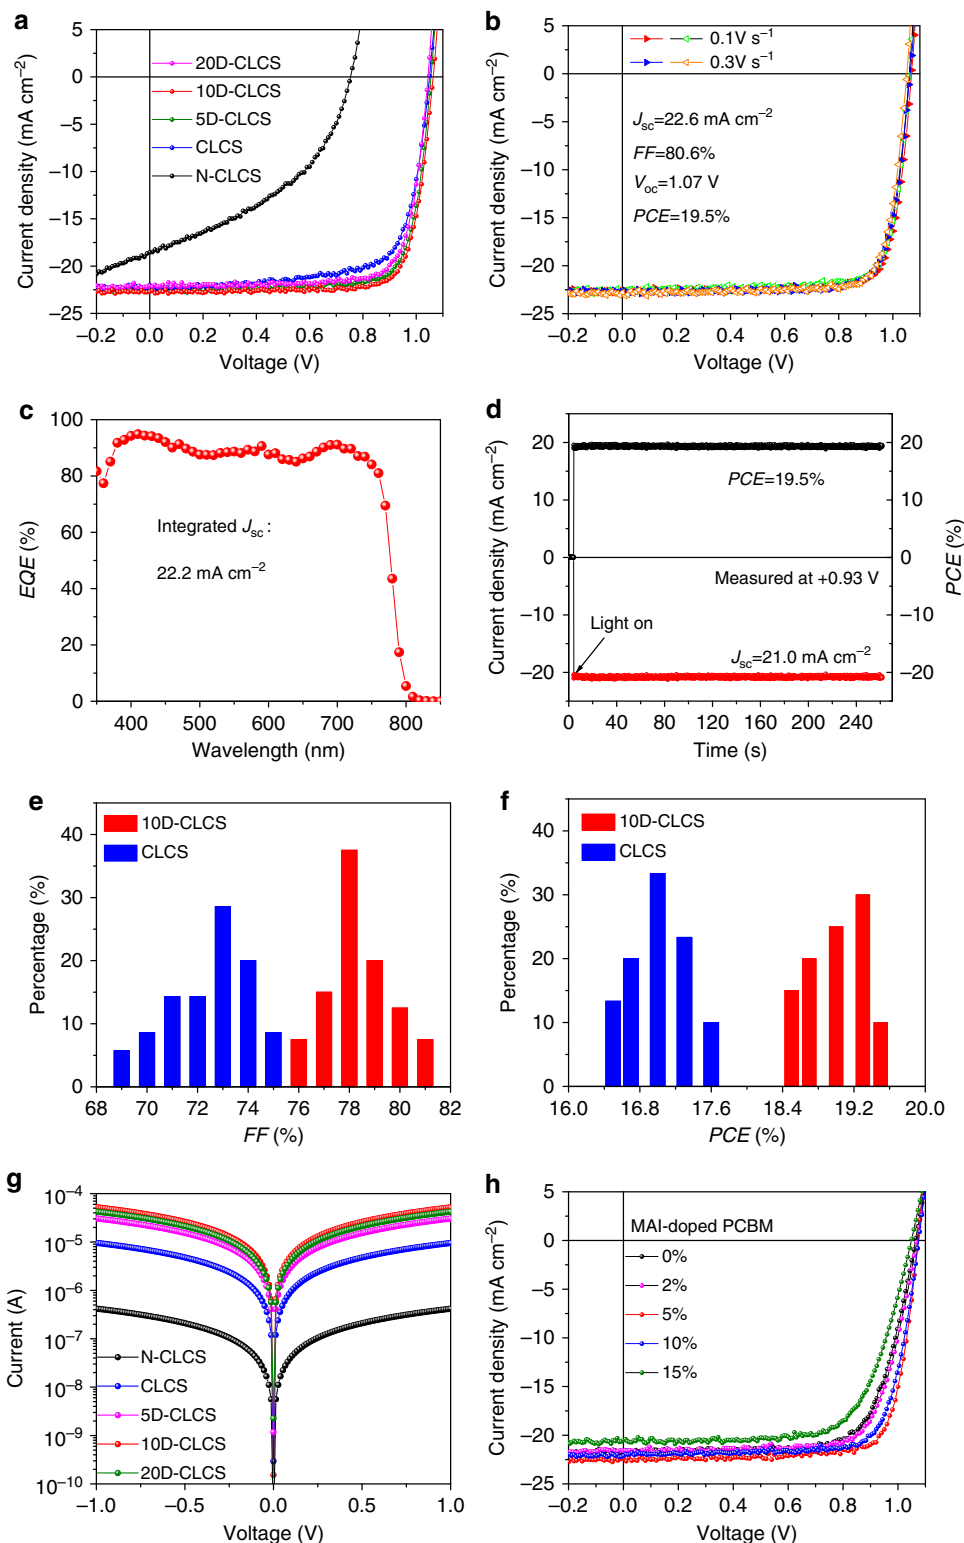 a
5
0
−5
−10
−15
−20
−25
Current density (mA cm−2)
20D-CLCS
10D-CLCS
5D-CLCS
CLCS
N-CLCS
−0.2 0.0 0.2 0.4 0.6 0.8 1.0
Voltage (V)
b
5
0
−5
−10
−15
−20
−25
Current density (mA cm−2)
0.1V s−1
0.3V s−1
Jsc=22.6 mA cm−2
FF=80.6%
Voc=1.07 V
PCE=19.5%
−0.2 0.0 0.2 0.4 0.6 0.8 1.0
Voltage (V)
c
100
80
60
40
20
0
EQE (%)
Integrated Jsc:
22.2 mA cm−2
400 500 600 700 800
Wavelength (nm)
d
20
10
0
−10
−20
Current density (mA cm−2)
PCE=19.5%
Measured at +0.93 V
Light on
Jsc=21.0 mA cm−2
20
10
0
−10
−20
PCE (%)
0 40 80 120 160 200 240
Time (s)
e
40
30
20
10
0
Percentage (%)
10D-CLCS
CLCS
68 70 72 74 76 78 80 82
FF (%)
f
40
30
20
10
0
Percentage (%)
10D-CLCS
CLCS
16.0 16.8 17.6 18.4 19.2 20.0
PCE (%)
g
10−4
10−5
10−6
10−7
10−8
10−9
10−10
Current (A)
N-CLCS
CLCS
5D-CLCS
10D-CLCS
20D-CLCS
−1.0 −0.5 0.0 0.5 1.0
Voltage (V)
h
5
0
−5
−10
−15
−20
−25
Current density (mA cm−2)
MAI-doped PCBM
0%
2%
5%
10%
15%
−0.2 0.0 0.2 0.4 0.6 0.8 1.0
Voltage (V)